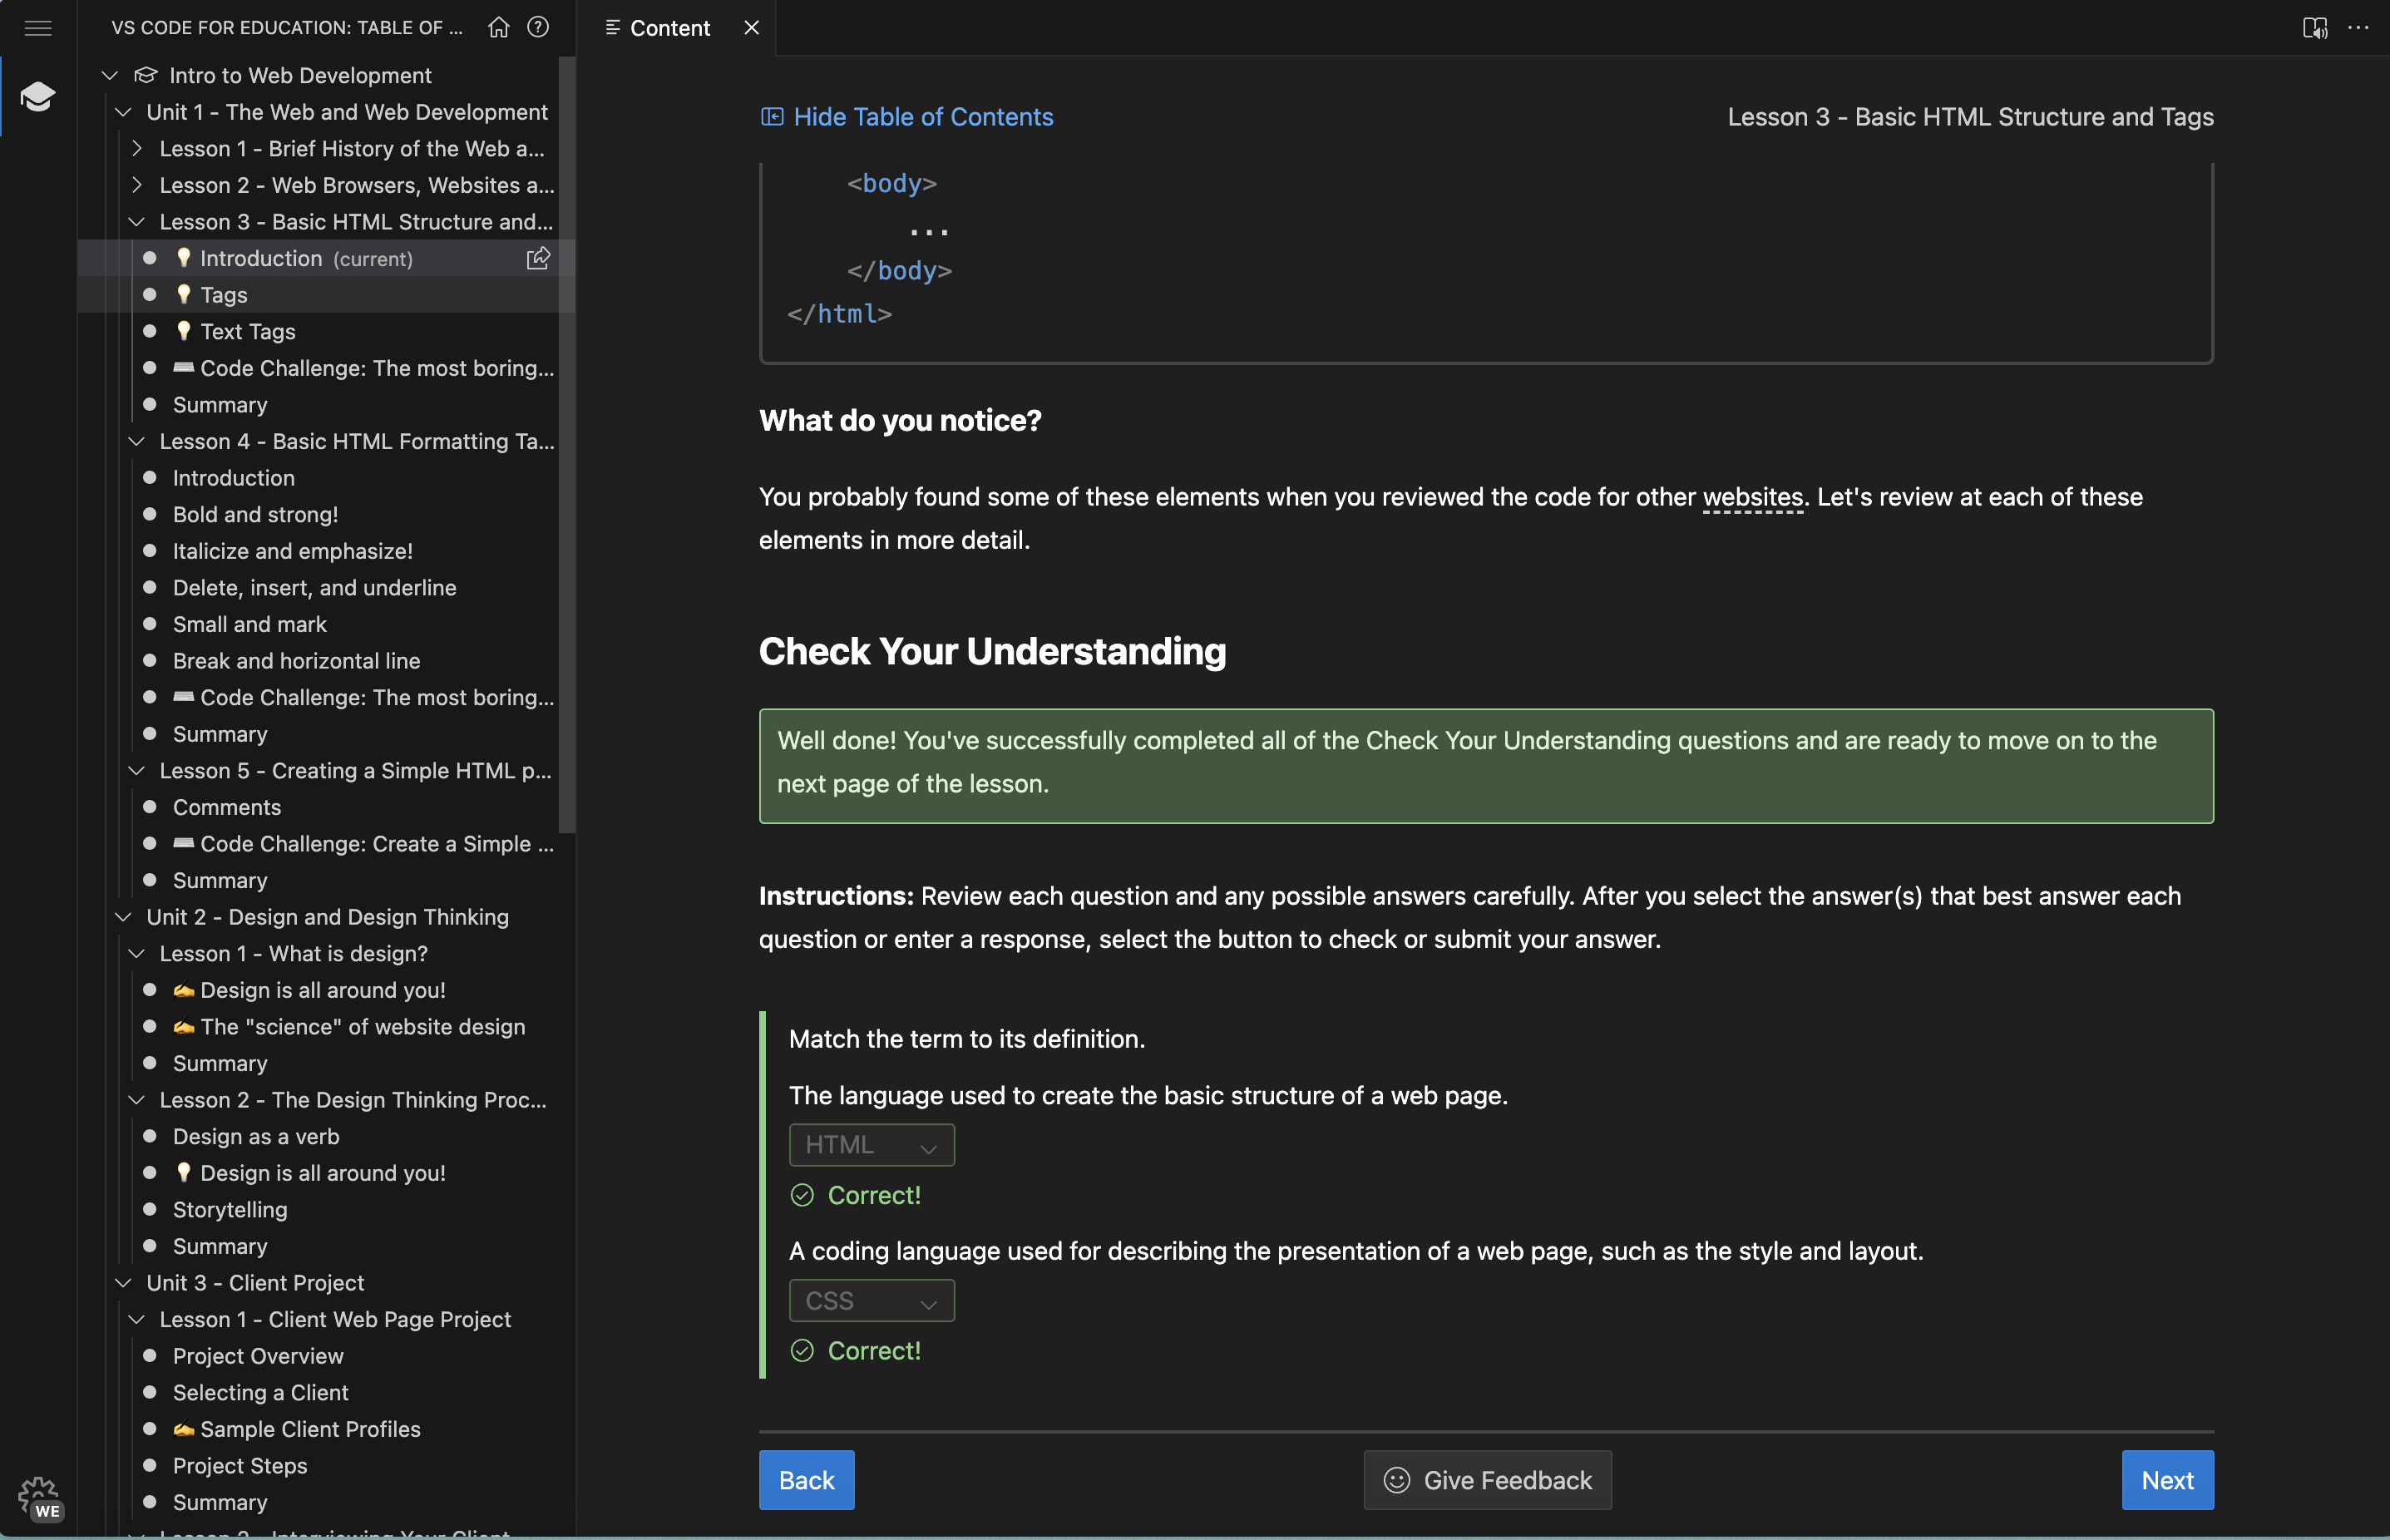 VS CODE FOR EDUCATION: TABLE OF ...
Intro to Web Development
Unit 1 - The Web and Web Development
Lesson 1 - Brief History of the Web a...
Lesson 2 - Web Browsers, Websites a...
Lesson 3 - Basic HTML Structure and...
Introduction (current)
Tags
Text Tags
Code Challenge: The most boring...
Summary
Lesson 4 - Basic HTML Formatting Ta...
Introduction
Bold and strong!
Italicize and emphasize!
Delete, insert, and underline
Small and mark
Break and horizontal line
Code Challenge: The most boring...
Summary
Lesson 5 - Creating a Simple HTML p...
Comments
Code Challenge: Create a Simple ...
Summary
Unit 2 - Design and Design Thinking
Lesson 1 - What is design?
Design is all around you!
The "science" of website design
Summary
Lesson 2 - The Design Thinking Proc...
Design as a verb
Design is all around you!
Storytelling
Summary
Unit 3 - Client Project
Lesson 1 - Client Web Page Project
Project Overview
Selecting a Client
Sample Client Profiles
Project Steps
Summary
Lesson 2 - Interviewing Your Client
WE
Content
Hide Table of Contents
Lesson 3 - Basic HTML Structure and Tags
<body>
...
</body>
</html>
What do you notice?
You probably found some of these elements when you reviewed the code for other websites. Let's review at each of these
elements in more detail.
Check Your Understanding
Well done! You've successfully completed all of the Check Your Understanding questions and are ready to move on to the
next page of the lesson.
Instructions: Review each question and any possible answers carefully. After you select the answer(s) that best answer each
question or enter a response, select the button to check or submit your answer.
Match the term to its definition.
The language used to create the basic structure of a web page.
HTML
Correct!
A coding language used for describing the presentation of a web page, such as the style and layout.
CSS
Correct!
Back
Give Feedback
Next